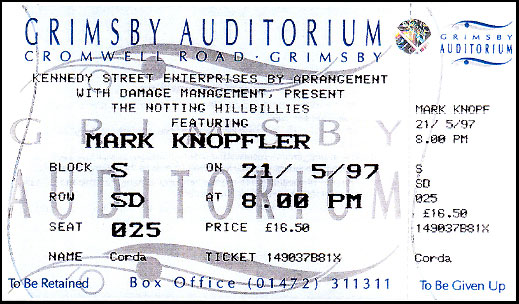 GRIMSBY AUDITORIUM
CROMWELL ROAD · GRIMSBY
KENNEDY STREET ENTERPRISES BY ARRANGEMENT
WITH DAMAGE MANAGEMENT, PRESENT
THE NOTTING HILLBILLIES
FEATURING
MARK KNOPFLER
BLOCK S ON 21/ 5/97
ROW SD AT 8.00 PM
SEAT 025 PRICE £16.50
NAME Corda TICKET 149037B81X
To Be Retained Box Office (01472) 311311
GRIMSBY
AUDITORIUM
GRIMSBY
AUDITORIUM
MARK KNOPF
21/ 5/97
8.00 PM
S
SD
025
£16.50
149037B81X
Corda
To Be Given Up